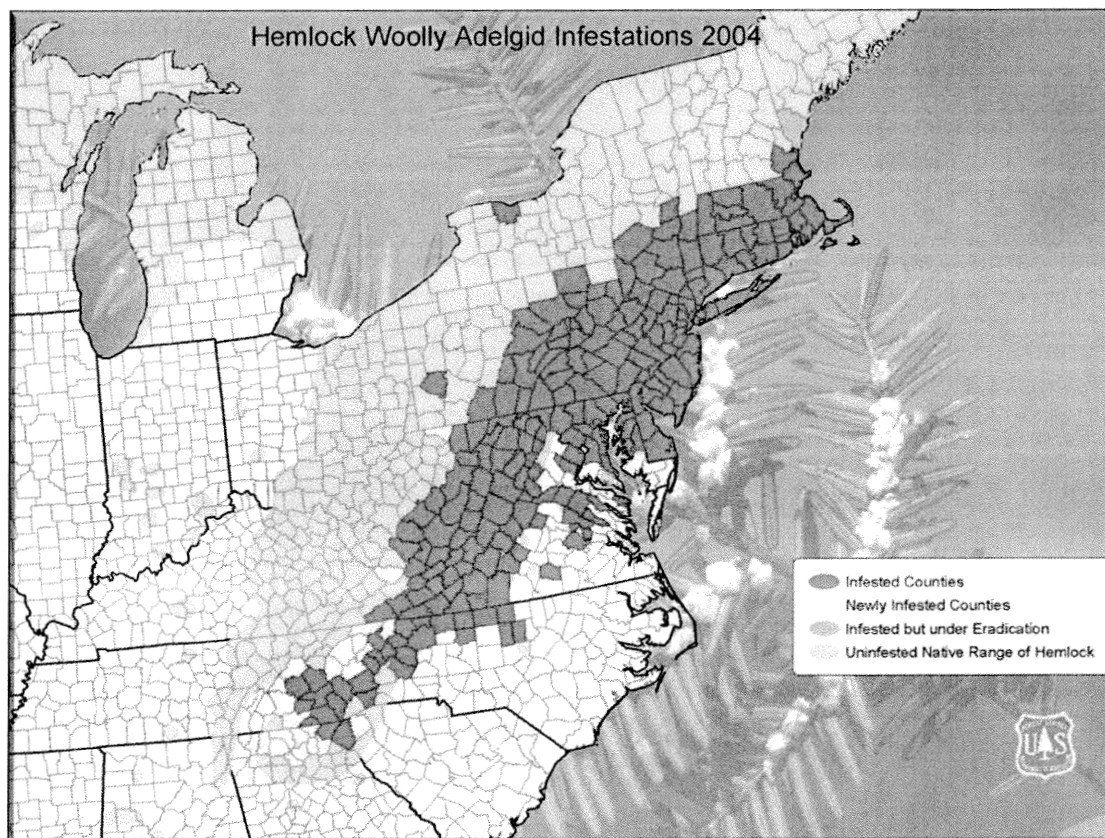 Hemlock Woolly Adelgid Infestations 2004
Infested Counties
Newly Infested Counties
Infested but under Eradication
Uninfested Native Range of Hemlock
US